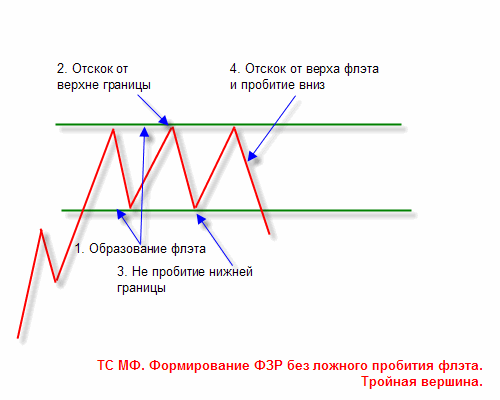 2. Отскок от
верхне границы
4. Отскок от верха флэта
и пробитие вниз
1. Образование флэта
3. Не пробитие нижней
границы
ТС МФ. Формирование ФЗР без ложного пробития флэта.
Тройная вершина.